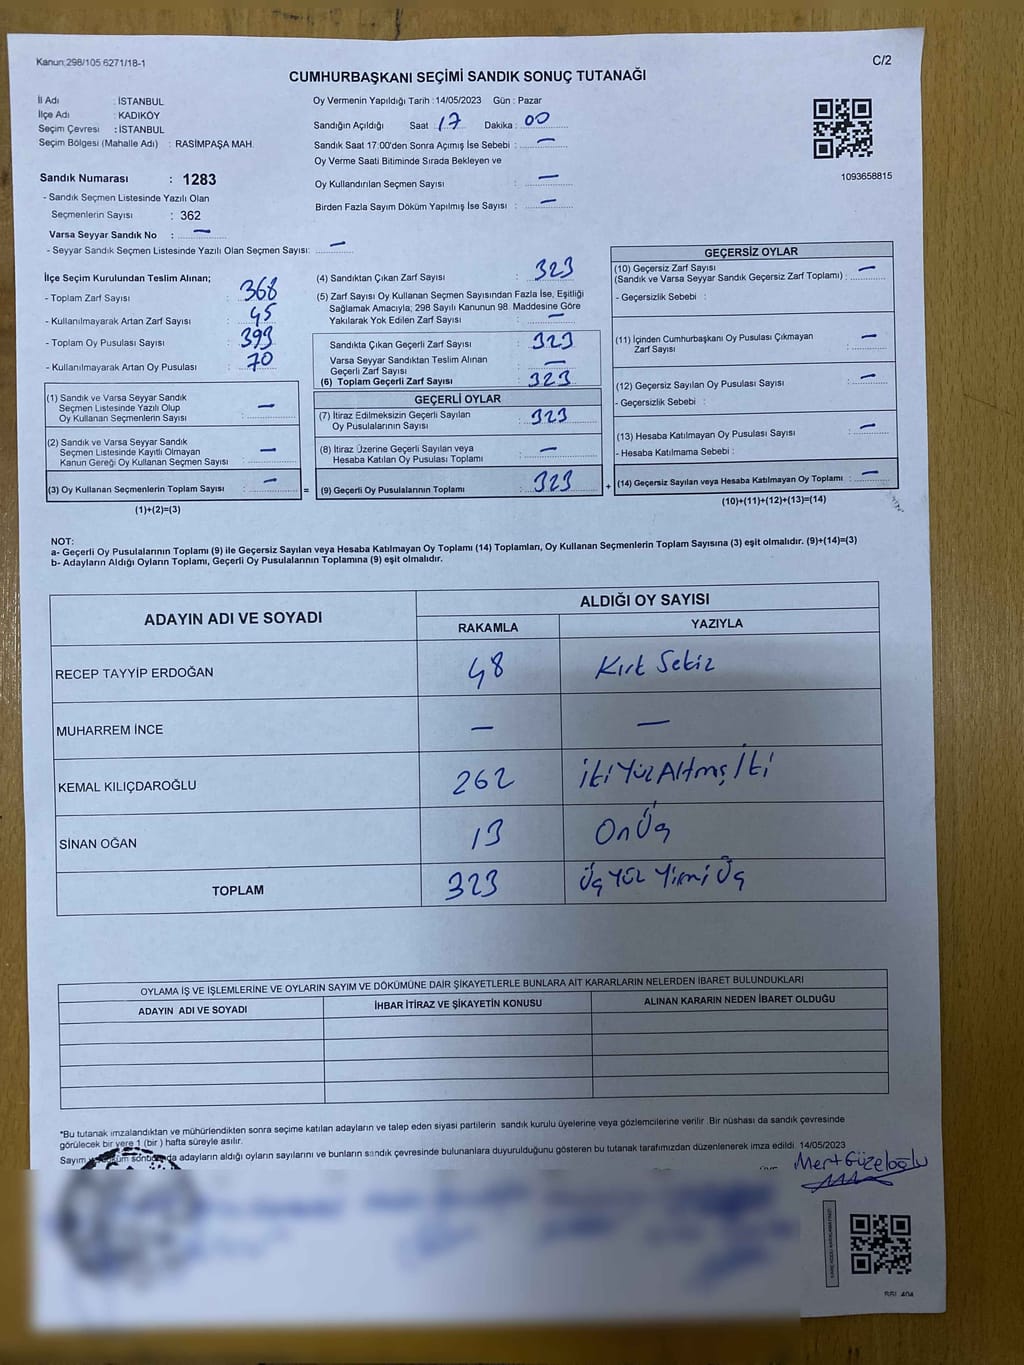 Kanun:298/105 6271/18-1
C/2
CUMHURBAŞKANI SEÇİMİ SANDIK SONUÇ TUTANAĞI
İl Adı : İSTANBUL
İlçe Adı : KADIKÖY
Seçim Çevresi : İSTANBUL
Seçim Bölgesi (Mahalle Adı) : RASİMPAŞA MAH.
Sandık Numarası : 1283
- Sandık Seçmen Listesinde Yazılı Olan
Seçmenlerin Sayısı : 362
Varsa Seyyar Sandık No : —
- Seyyar Sandık Seçmen Listesinde Yazılı Olan Seçmen Sayısı: —
Oy Vermenin Yapıldığı Tarih : 14/05/2023 Gün : Pazar
Sandığın Açıldığı Saat : 17 Dakika : 00
Sandık Saat 17:00'den Sonra Açımış İse Sebebi : —
Oy Verme Saati Bitiminde Sırada Bekleyen ve
Oy Kullandırılan Seçmen Sayısı : —
Birden Fazla Sayım Döküm Yapılmış İse Sayısı : —
1093658815
İlçe Seçim Kurulundan Teslim Alınan;
- Toplam Zarf Sayısı : 368
- Kullanılmayarak Artan Zarf Sayısı : 45
- Toplam Oy Pusulası Sayısı : 393
- Kullanılmayarak Artan Oy Pusulası : 70
(1) Sandık ve Varsa Seyyar Sandık
Seçmen Listesinde Yazılı Olup
Oy Kullanan Seçmenlerin Sayısı : —
(2) Sandık ve Varsa Seyyar Sandık
Seçmen Listesinde Kayıtlı Olmayan
Kanun Gereği Oy Kullanan Seçmen Sayısı : —
(3) Oy Kullanan Seçmenlerin Toplam Sayısı : —
(1)+(2)=(3)
=
(4) Sandıktan Çıkan Zarf Sayısı : 323
(5) Zarf Sayısı Oy Kullanan Seçmen Sayısından Fazla İse, Eşitliği
Sağlamak Amacıyla; 298 Sayılı Kanunun 98. Maddesine Göre
Yakılarak Yok Edilen Zarf Sayısı : —
Sandıkta Çıkan Geçerli Zarf Sayısı : 323
Varsa Seyyar Sandıktan Teslim Alınan
Geçerli Zarf Sayısı : —
(6) Toplam Geçerli Zarf Sayısı : 323
GEÇERLİ OYLAR
(7) İtiraz Edilmeksizin Geçerli Sayılan
Oy Pusulalarının Sayısı : 323
(8) İtiraz Üzerine Geçerli Sayılan veya
Hesaba Katılan Oy Pusulası Toplamı : —
(9) Geçerli Oy Pusulalarının Toplamı : 323
+
GEÇERSİZ OYLAR
(10) Geçersiz Zarf Sayısı
(Sandık ve Varsa Seyyar Sandık Geçersiz Zarf Toplamı) : —
- Geçersizlik Sebebi :
(11) İçinden Cumhurbaşkanı Oy Pusulası Çıkmayan
Zarf Sayısı : —
(12) Geçersiz Sayılan Oy Pusulası Sayısı : —
- Geçersizlik Sebebi :
(13) Hesaba Katılmayan Oy Pusulası Sayısı : —
- Hesaba Katılmama Sebebi :
(14) Geçersiz Sayılan veya Hesaba Katılmayan Oy Toplamı : —
(10)+(11)+(12)+(13)=(14)
NOT:
a- Geçerli Oy Pusulalarının Toplamı (9) ile Geçersiz Sayılan veya Hesaba Katılmayan Oy Toplamı (14) Toplamları, Oy Kullanan Seçmenlerin Toplam Sayısına (3) eşit olmalıdır. (9)+(14)=(3)
b- Adayların Aldığı Oyların Toplamı, Geçerli Oy Pusulalarının Toplamına (9) eşit olmalıdır.
ADAYIN ADI VE SOYADI ALDIĞI OY SAYISI
RAKAMLA YAZIYLA
RECEP TAYYİP ERDOĞAN 48 Kırk Sekiz
MUHARREM İNCE — —
KEMAL KILIÇDAROĞLU 262 İkiYüzAltmış İki
SİNAN OĞAN 13 OnÜç
TOPLAM 323 Üç Yüz Yirmi Üç
OYLAMA İŞ VE İŞLEMLERİNE VE OYLARIN SAYIM VE DÖKÜMÜNE DAİR ŞİKAYETLERLE BUNLARA AİT KARARLARIN NELERDEN İBARET BULUNDUKLARI
ADAYIN ADI VE SOYADI İHBAR İTİRAZ VE ŞİKAYETİN KONUSU ALINAN KARARIN NEDEN İBARET OLDUĞU
*Bu tutanak imzalandıktan ve mühürlendikten sonra seçime katılan adayların ve talep eden siyasi partilerin sandık kurulu üyelerine veya gözlemcilerine verilir. Bir nüshası da sandık çevresinde
görülecek bir yere 1 (bir) hafta süreyle asılır.
Sayım adayların aldığı oyların sayılarını ve bunların sandık çevresinde bulunanlara duyurulduğunu gösteren bu tutanak tarafımızdan düzenlenerek imza edildi. 14/05/2023
Mert Güzeloğlu